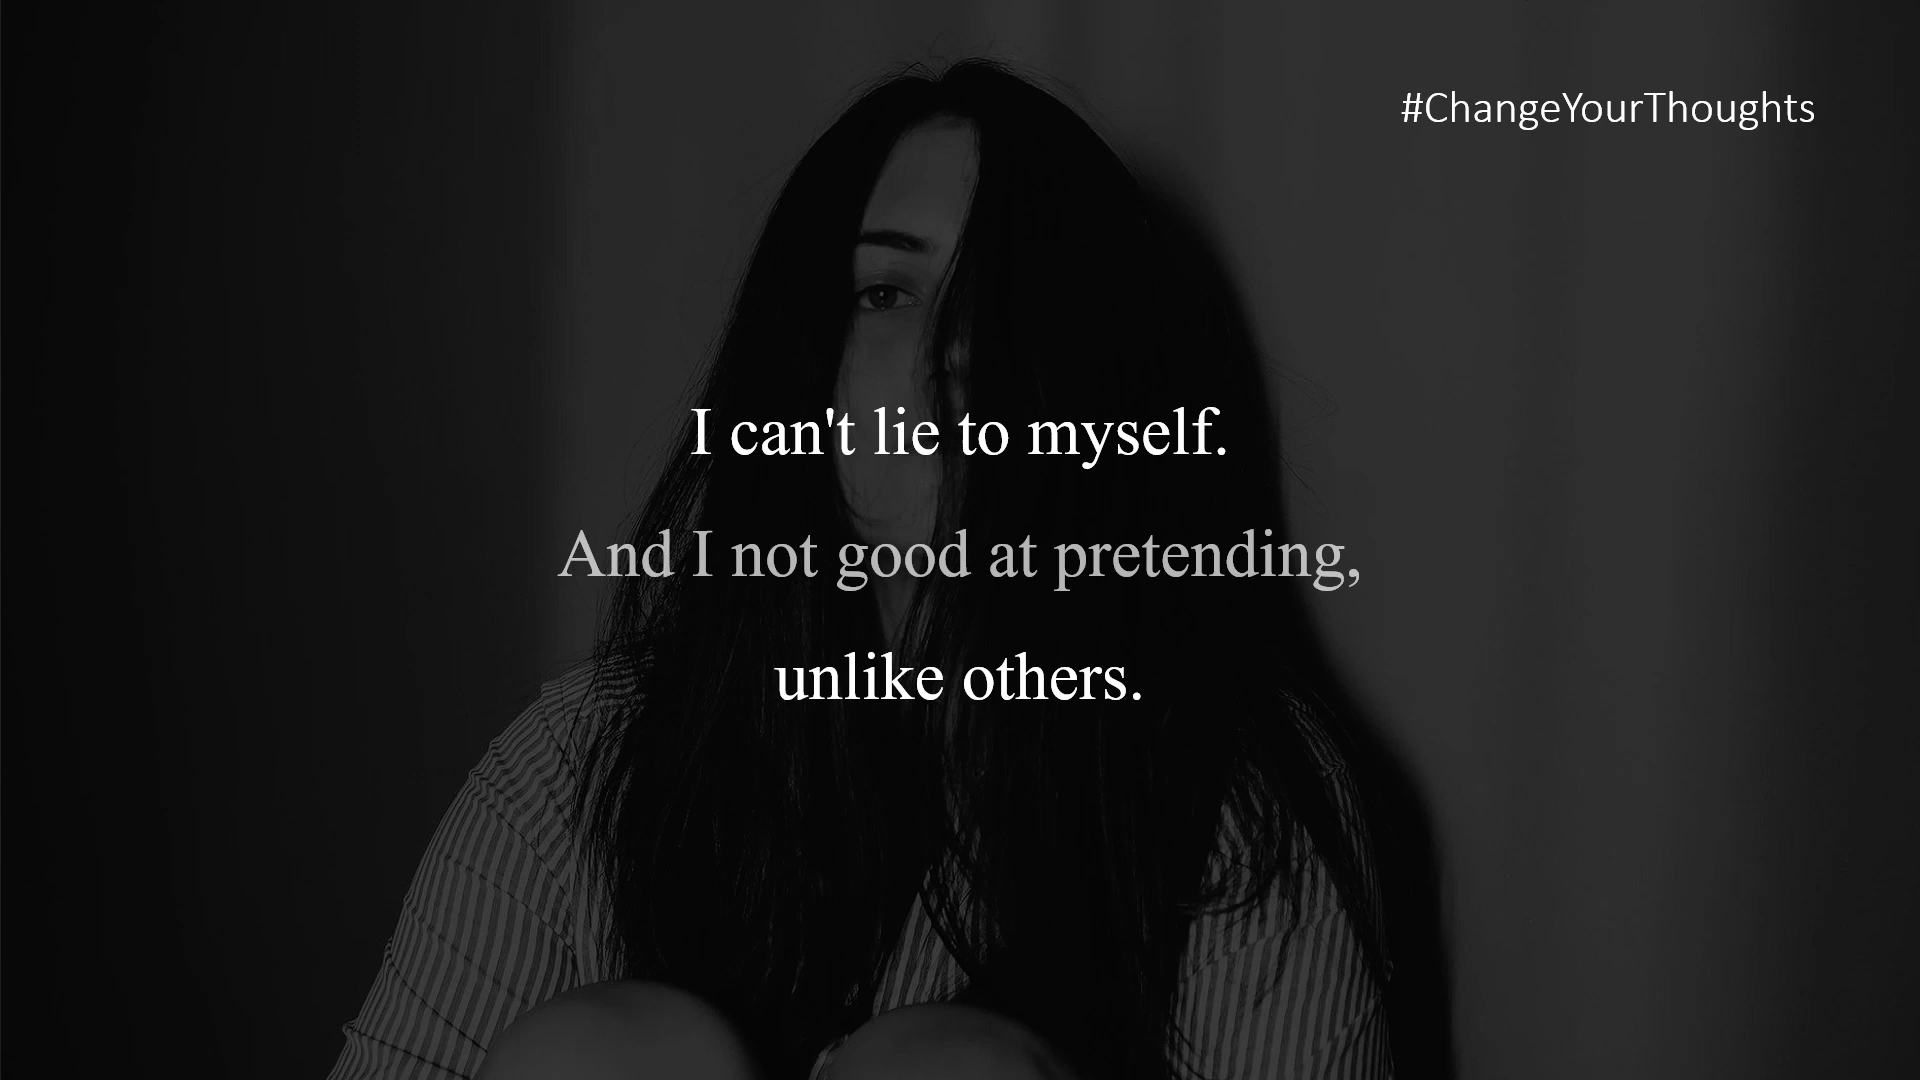 #ChangeYourThoughts
I can't lie to myself.
And I not good at pretending,
unlike others.